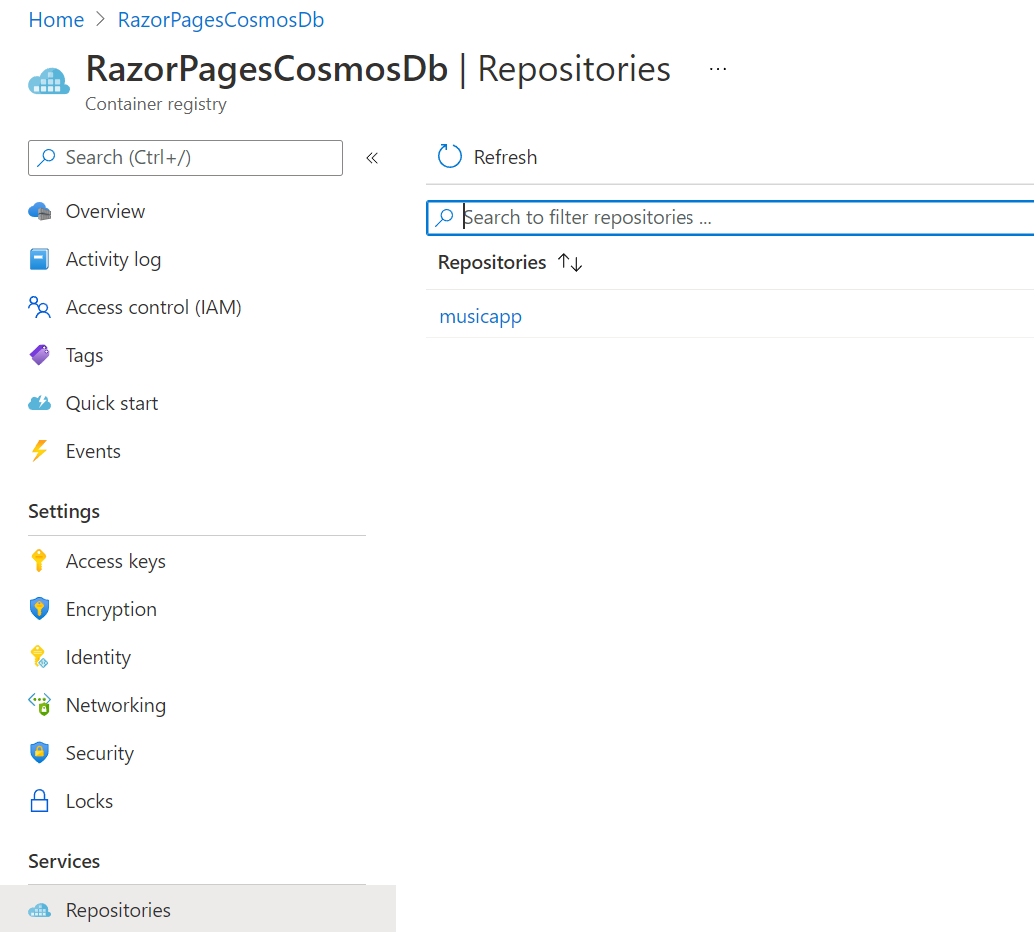 Home > RazorPagesCosmosDb
RazorPagesCosmosDb | Repositories ...
Container registry
Search (Ctrl+/)
«
Overview
Activity log
Access control (IAM)
Tags
Quick start
Events
Settings
Access keys
Encryption
Identity
Networking
Security
Locks
Services
Repositories
Refresh
Search to filter repositories ...
Repositories ↑↓
musicapp